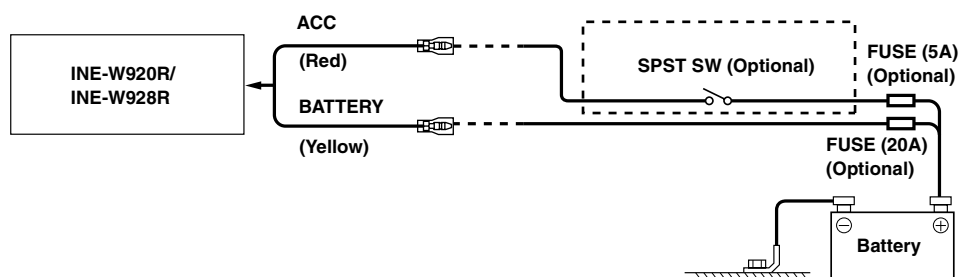 INE-W920R/
INE-W928R
ACC
(Red)
BATTERY
(Yellow)
SPST SW (Optional)
FUSE (5A)
(Optional)
FUSE (20A)
(Optional)
Battery